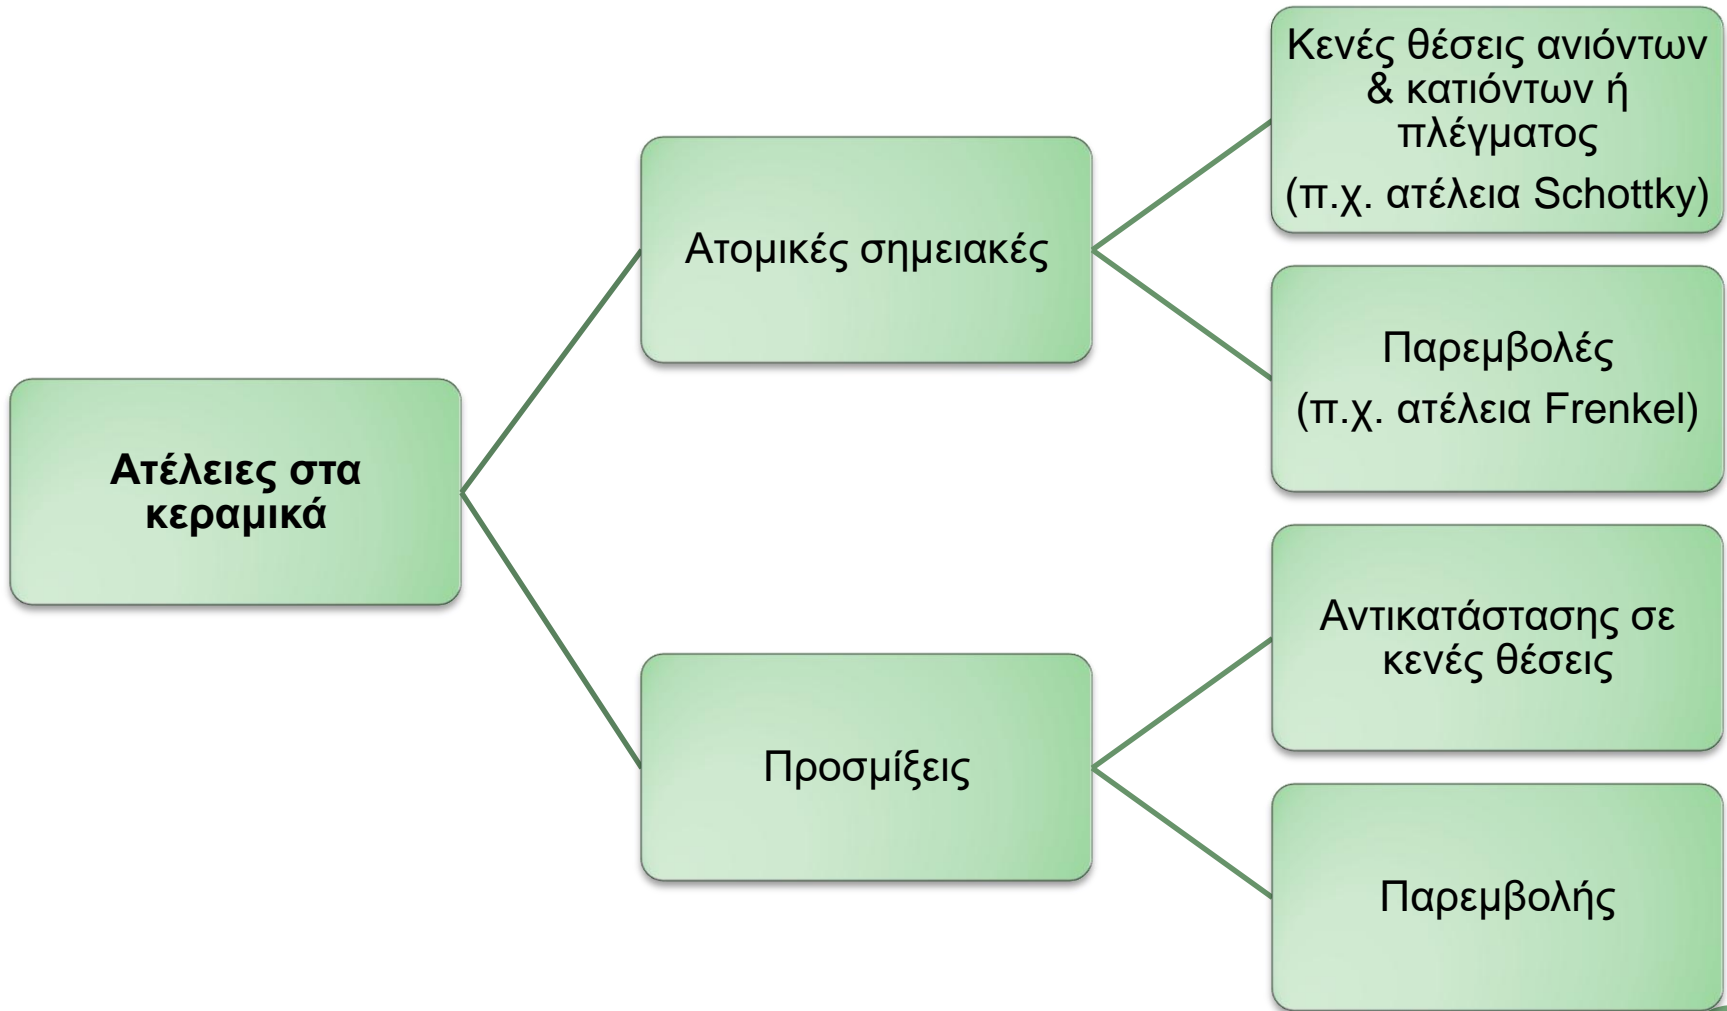 Κενές θέσεις ανιόντων
& κατιόντων ή
πλέγματος
(π.χ. ατέλεια Schottky)
Ατομικές σημειακές
Παρεμβολές
(π.χ. ατέλεια Frenkel)
Ατέλειες στα
κεραμικά
Αντικατάστασης σε
κενές θέσεις
Προσμίξεις
Παρεμβολής